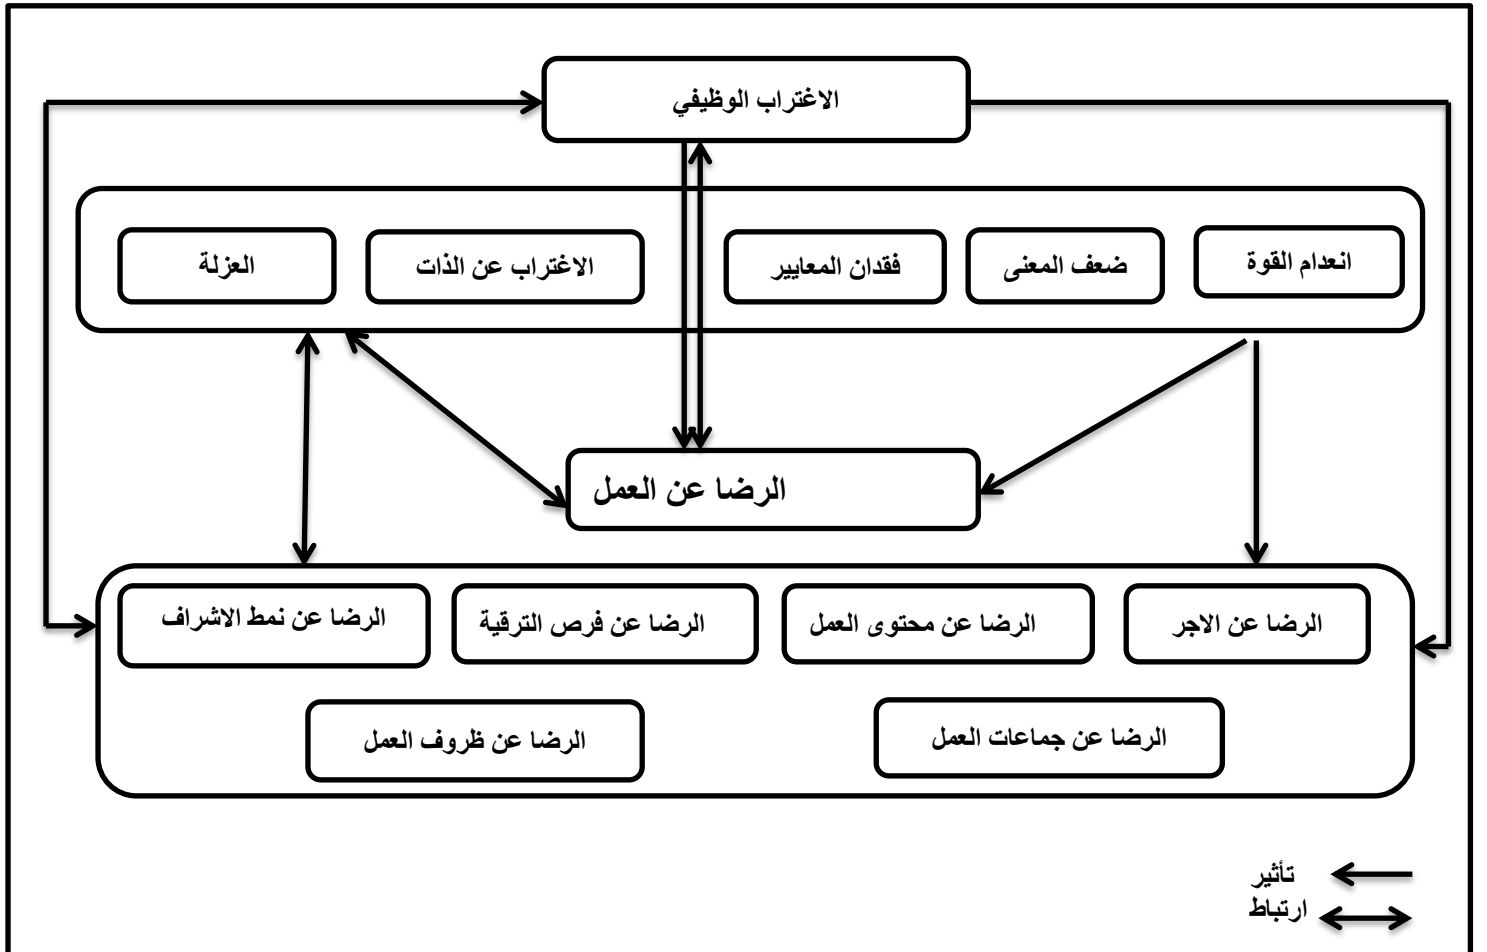 الاغتراب الوظيفي
انعدام القوة
ضعف المعنى
فقدان المعايير
الاغتراب عن الذات
العزلة
الرضا عن العمل
الرضا عن الاجر
الرضا عن محتوى العمل
الرضا عن فرص الترقية
الرضا عن نمط الاشراف
الرضا عن جماعات العمل
الرضا عن ظروف العمل
تأثير
ارتباط